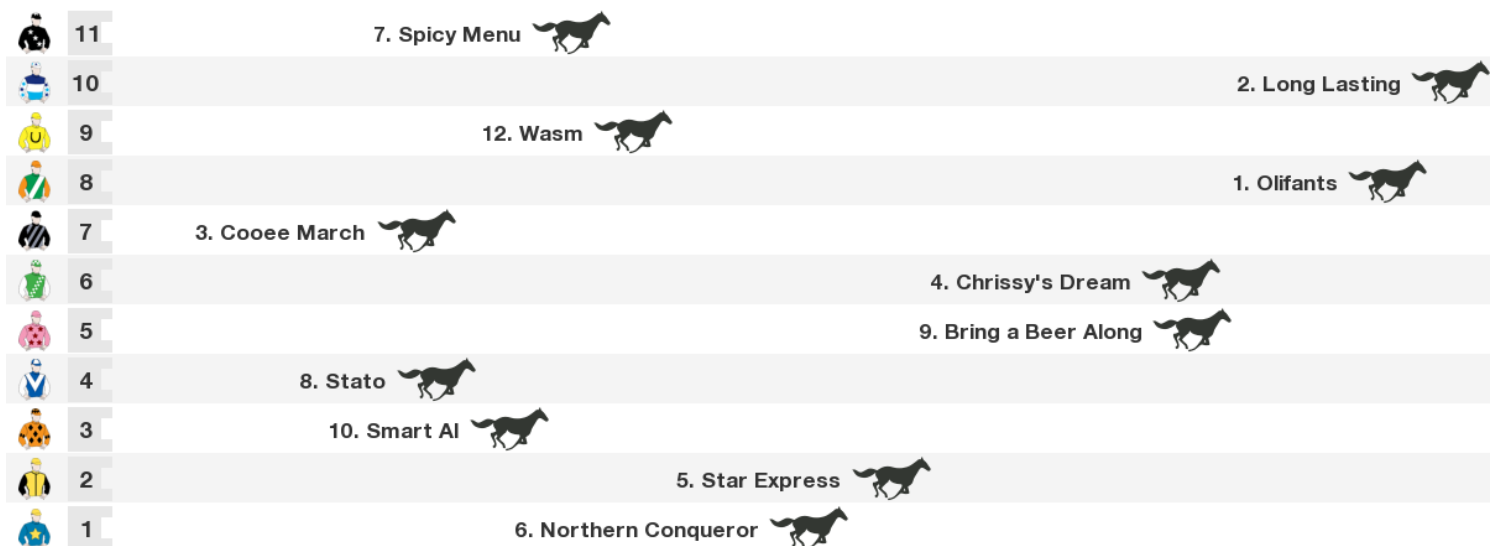 11 7. Spicy Menu
10 2. Long Lasting
9 12. Wasm
8 1. Olifants
7 3. Cooee March
6 4. Chrissy's Dream
5 9. Bring a Beer Along
4 8. Stato
3 10. Smart AI
2 5. Star Express
1 6. Northern Conqueror